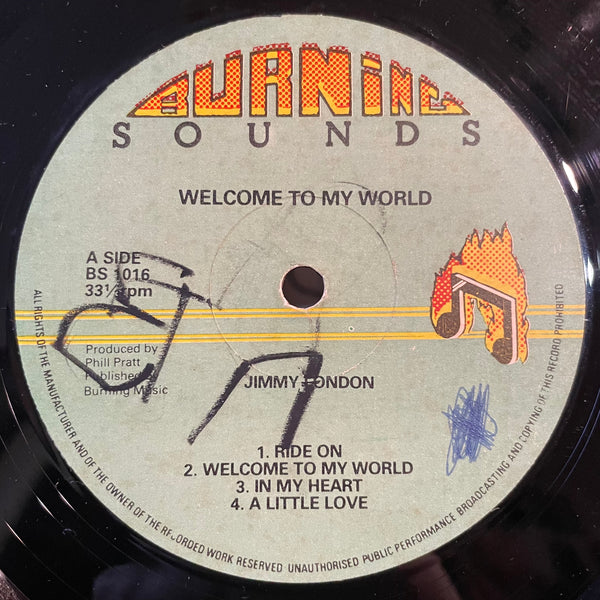 BURNiNG
SOUNDS
WELCOME TO MY WORLD
A SIDE
BS 1016
33⅓ rpm
Produced by
Phill Pratt
Published by
Burning Music
JIMMY LONDON
1. RIDE ON
2. WELCOME TO MY WORLD
3. IN MY HEART
4. A LITTLE LOVE
ALL RIGHTS OF THE MANUFACTURER AND OF THE OWNER OF THE RECORDED WORK RESERVED UNAUTHORISED PUBLIC PERFORMANCE BROADCASTING AND COPYING OF THIS RECORD PROHIBITED